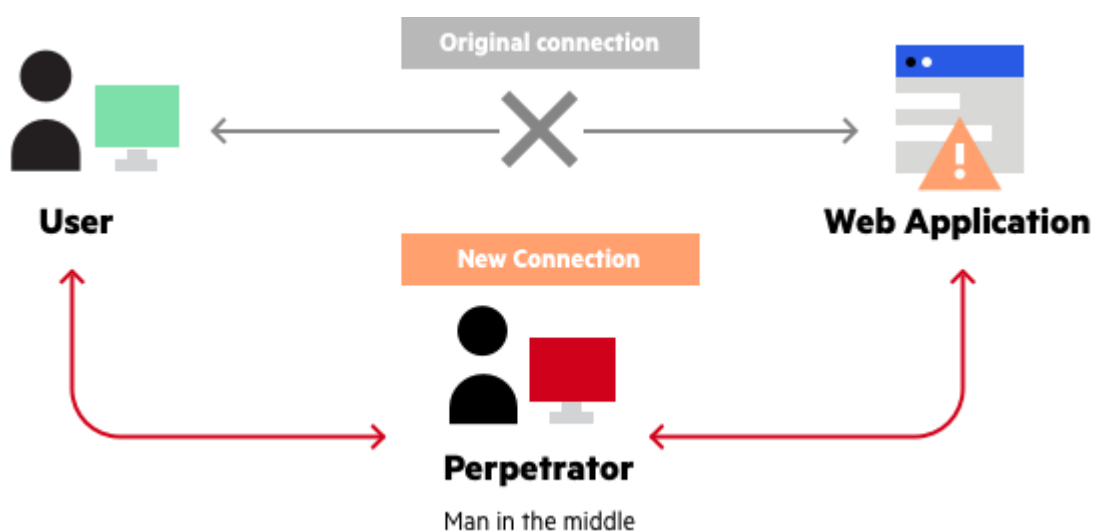 Original connection
User
Web Application
New Connection
Perpetrator
Man in the middle